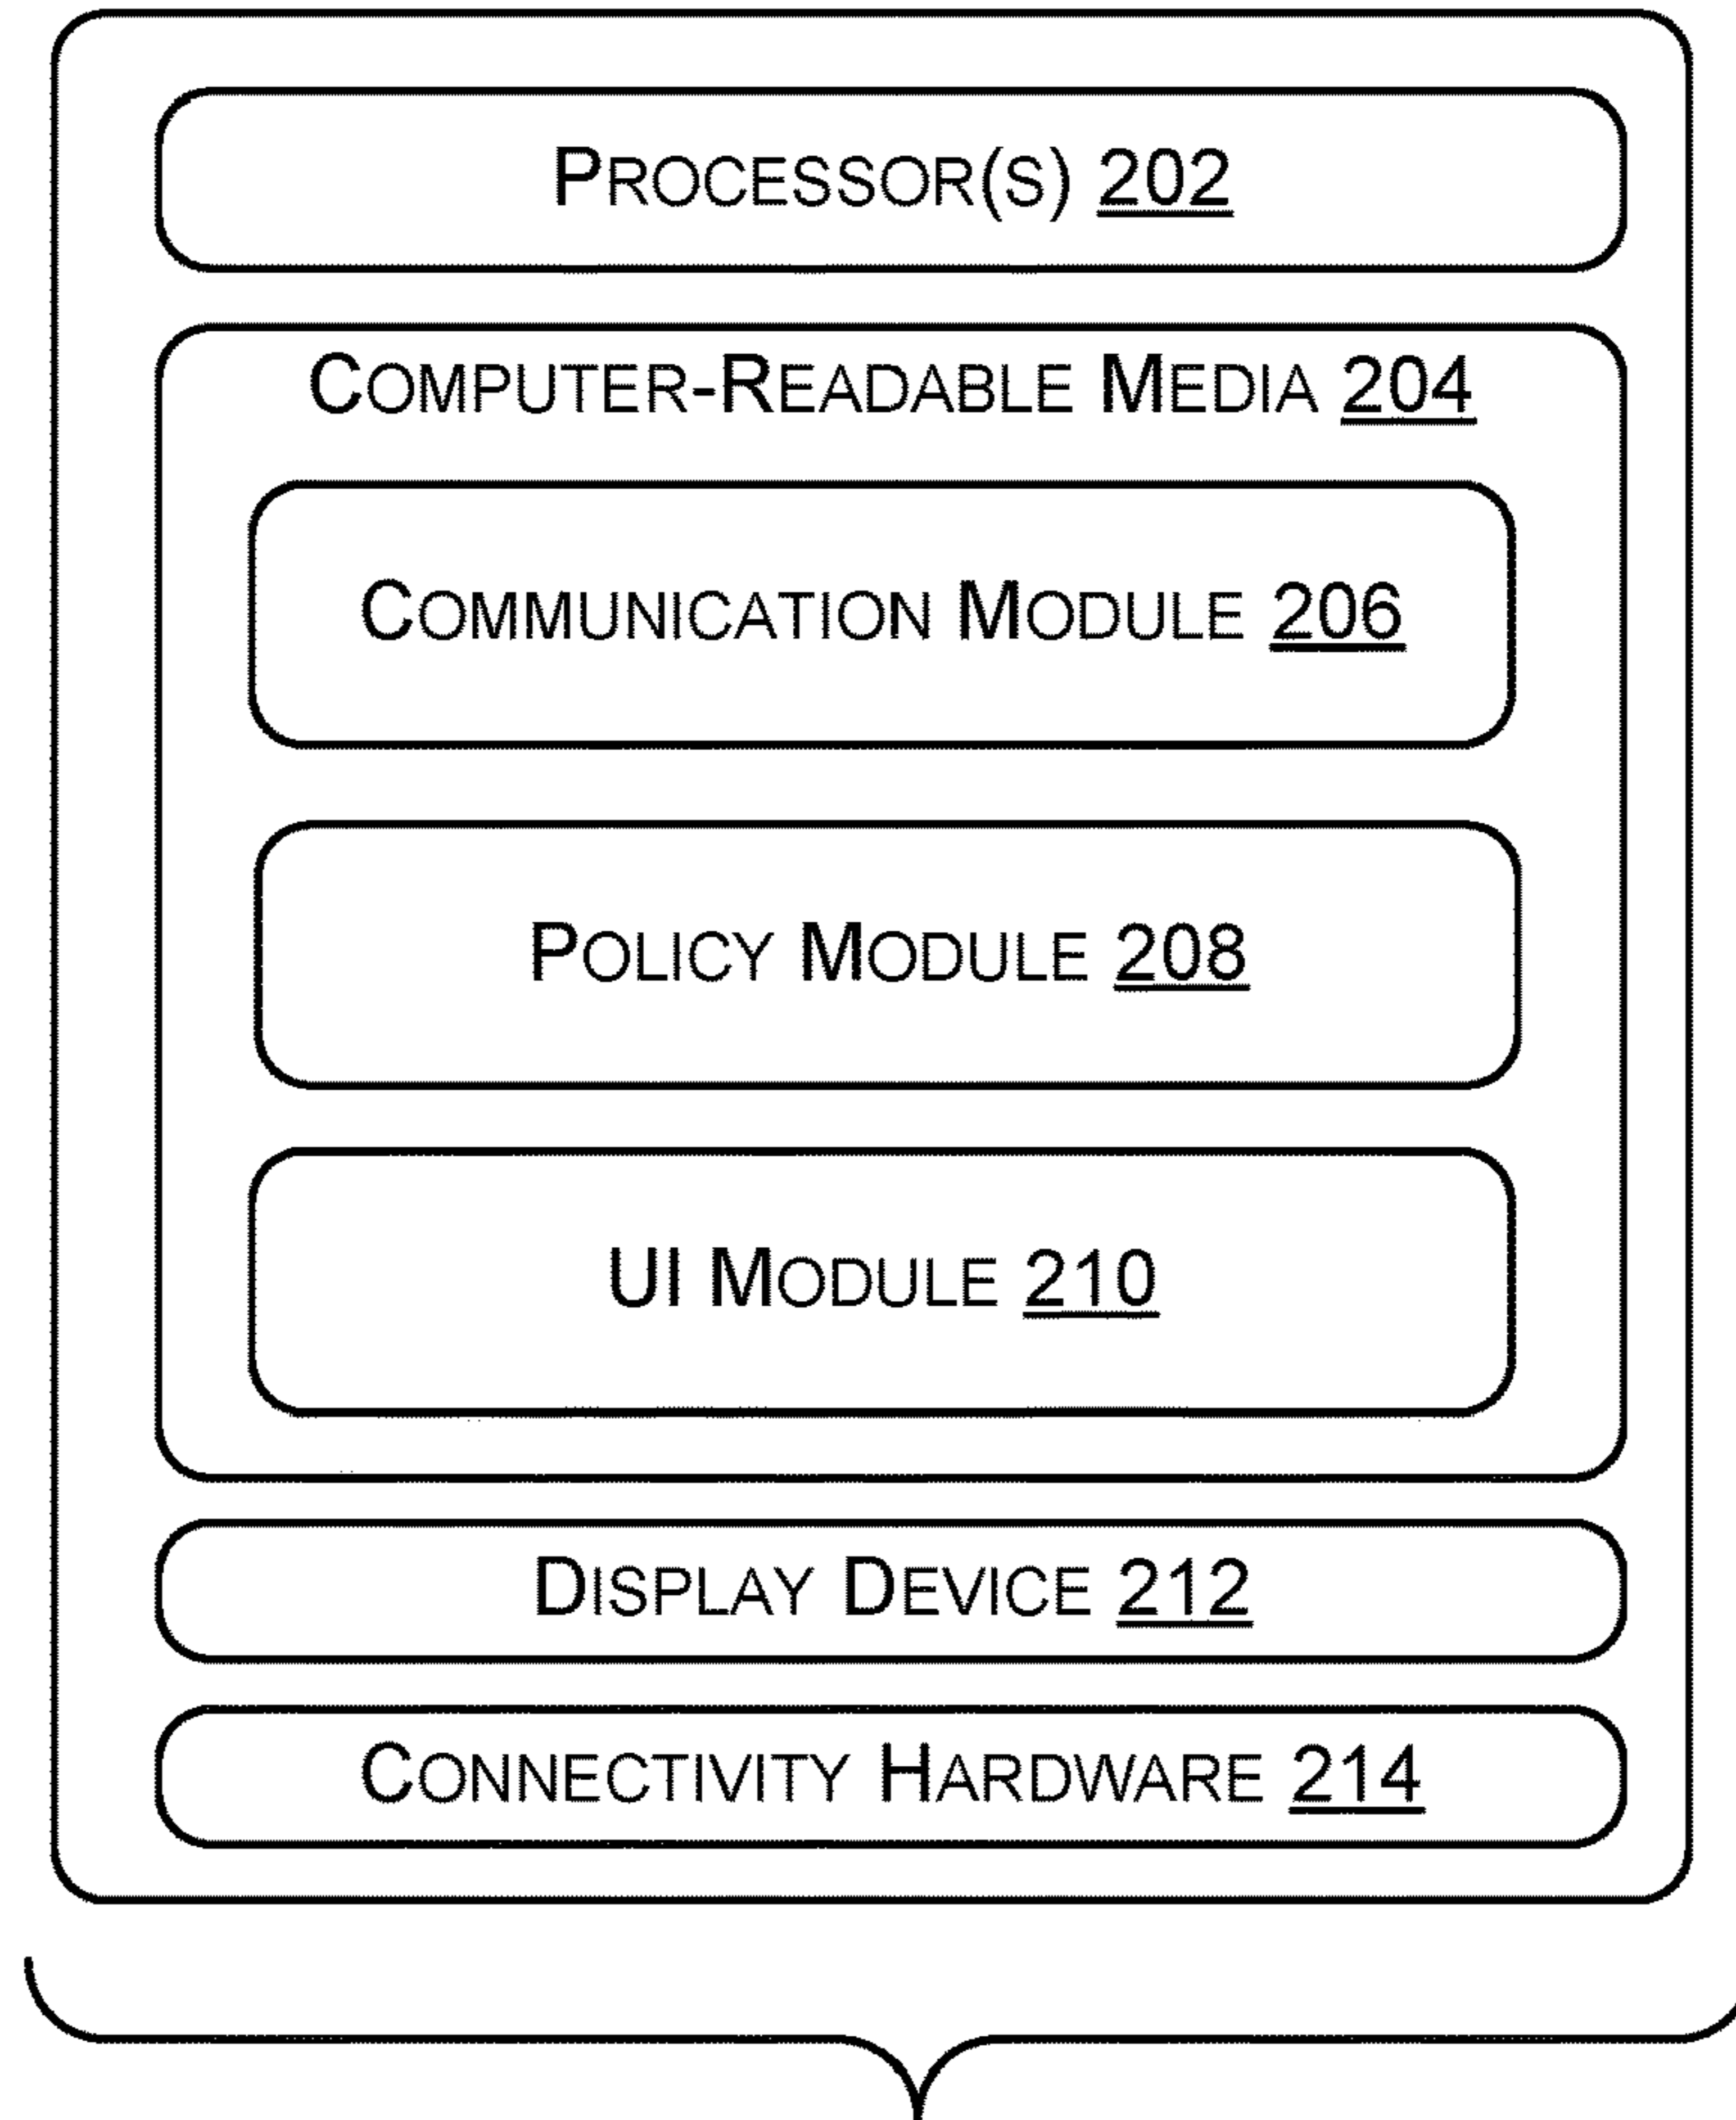 PROCESSOR(S) 202
COMPUTER-READABLE MEDIA 204
COMMUNICATION MODULE 206
POLICY MODULE 208
UI MODULE 210
DISPLAY DEVICE 212
CONNECTIVITY HARDWARE 214